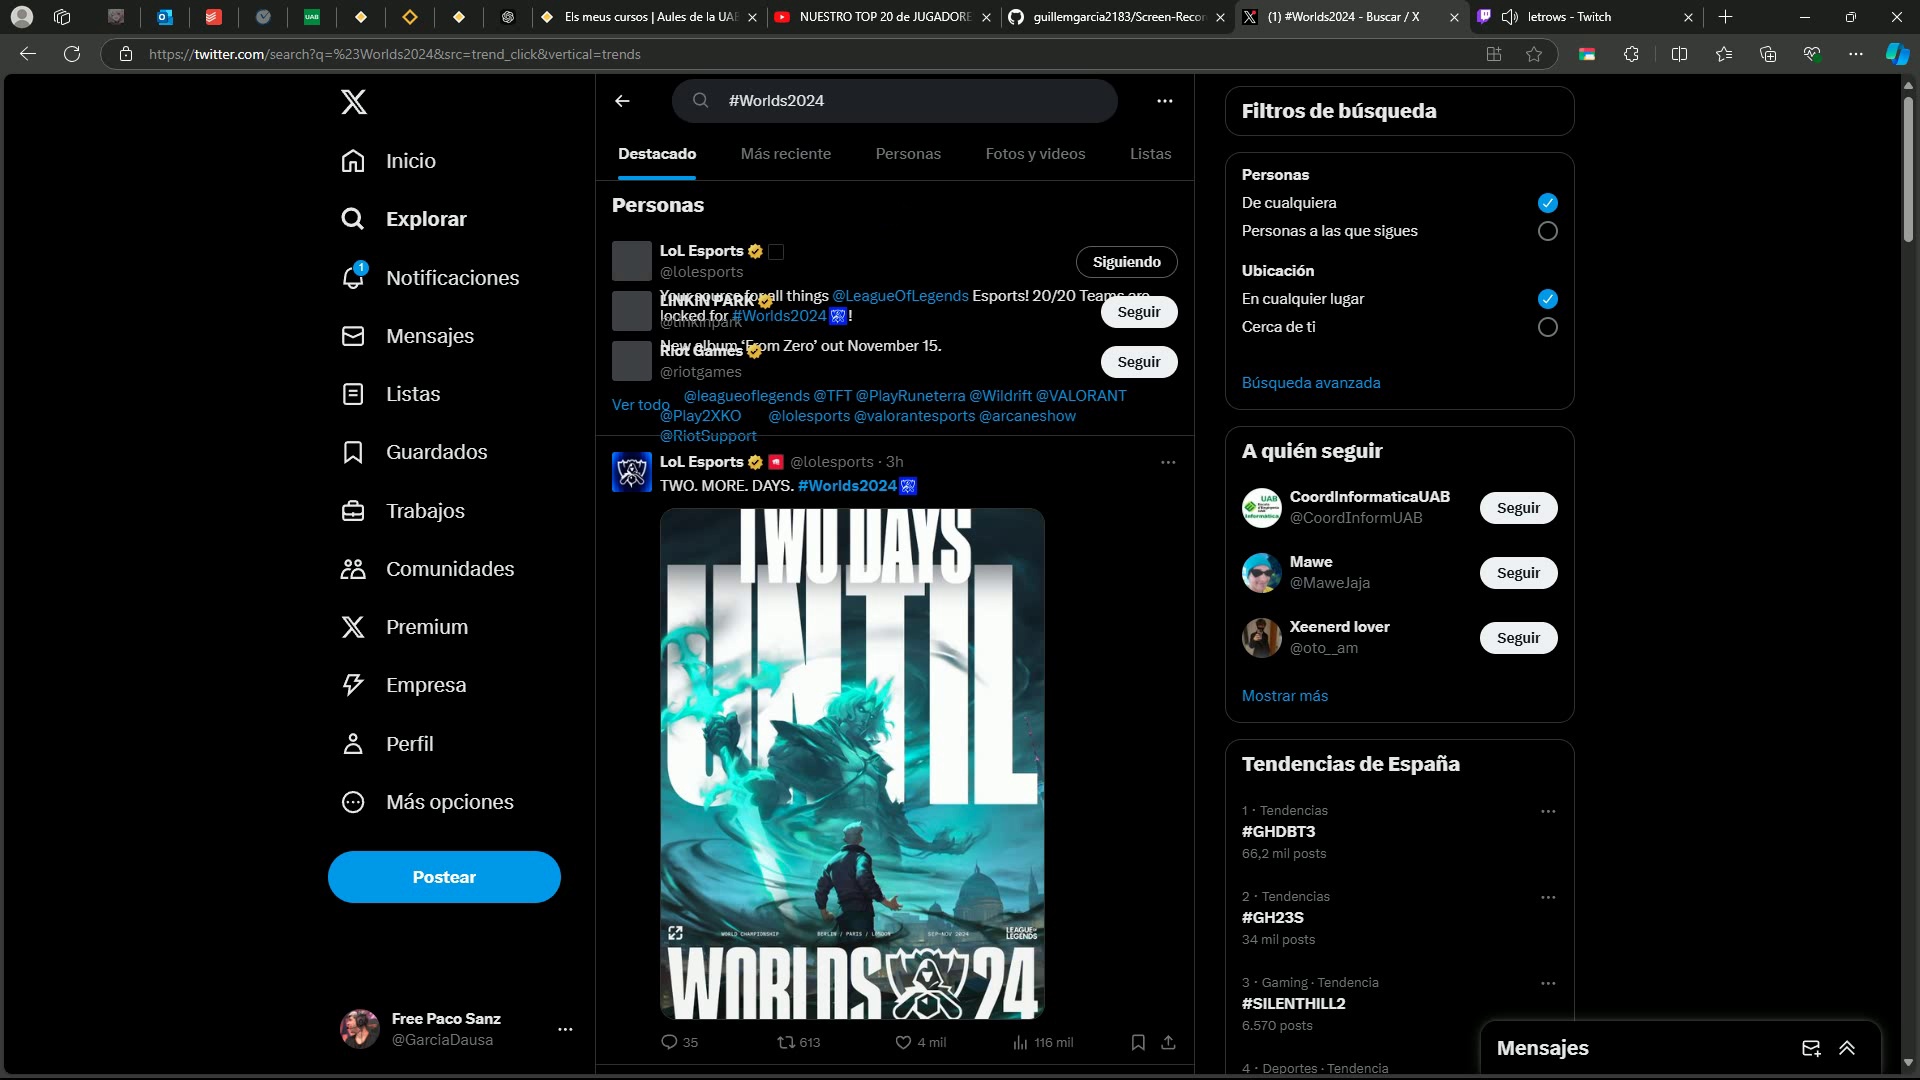 Els meus cursos | Aules de la UAB
NUESTRO TOP 20 de JUGADORE
guillemgarcia2183/Screen-Recor
(1) #Worlds2024 - Buscar / X
letrows - Twitch
https://twitter.com/search?q=%23Worlds2024&src=trend_click&vertical=trends
Inicio
Explorar
1
Notificaciones
Mensajes
Listas
Guardados
Trabajos
Comunidades
Premium
Empresa
Perfil
Más opciones
Postear
Free Paco Sanz
@GarciaDausa
#Worlds2024
Destacado
Más reciente
Personas
Fotos y videos
Listas
Personas
LoL Esports
@lolesports
Siguiendo
Your source for all things @LeagueOfLegends Esports! 20/20 Teams are
locked for #Worlds2024 !
LINKIN PARK
@linkinpark
Seguir
New album ‘From Zero’ out November 15.
Riot Games
@riotgames
Seguir
@leagueoflegends @TFT @PlayRuneterra @Wildrift @VALORANT
@Play2XKO @lolesports @valorantesports @arcaneshow
@RiotSupport
Ver todo
LoL Esports @lolesports · 3h
TWO. MORE. DAYS. #Worlds2024
TWO DAYS
UNTIL
WORLD CHAMPIONSHIP
BERLIN / PARIS / LONDON
SEP-NOV 2024
LEAGUE OF
LEGENDS
WORLDS 24
35
613
4 mil
116 mil
Filtros de búsqueda
Personas
De cualquiera
Personas a las que sigues
Ubicación
En cualquier lugar
Cerca de ti
Búsqueda avanzada
A quién seguir
CoordInformaticaUAB
@CoordInformUAB
Seguir
Mawe
@MaweJaja
Seguir
Xeenerd lover
@oto__am
Seguir
Mostrar más
Tendencias de España
1 · Tendencias
#GHDBT3
66,2 mil posts
2 · Tendencias
#GH23S
34 mil posts
3 · Gaming · Tendencia
#SILENTHILL2
6.570 posts
4 · Deportes · Tendencia
Mensajes